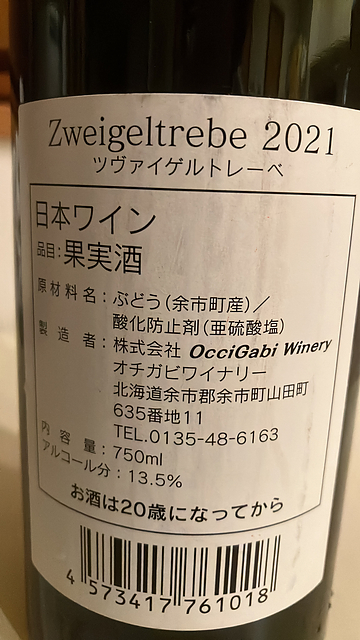 Zweigeltrebe 2021
ツヴァイゲルトレーベ
日本ワイン
品目:果実酒
原材料名:ぶどう(余市町産)/
酸化防止剤(亜硫酸塩)
製造者:株式会社 OcciGabi Winery
オチガビワイナリー
北海道余市郡余市町山田町
635番地11
TEL.0135-48-6163
内容量:750ml
アルコール分:13.5%
お酒は20歳になってから
4 573417 761018